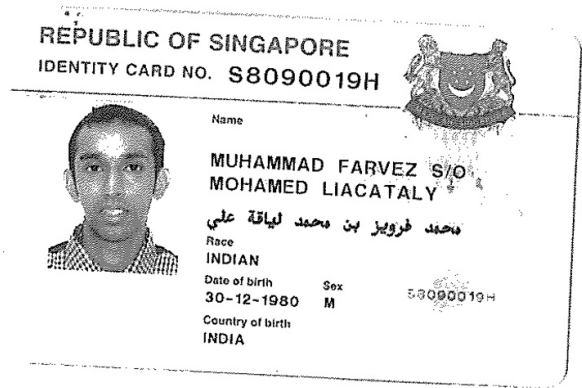 REPUBLIC OF SINGAPORE
IDENTITY CARD NO. S8090019H
Name
MUHAMMAD FARVEZ S/O
MOHAMED LIACATALY
محمد فرويز بن محمد لياقة علي
Race
INDIAN
Date of birth Sex
30-12-1980 M S8090019H
Country of birth
INDIA